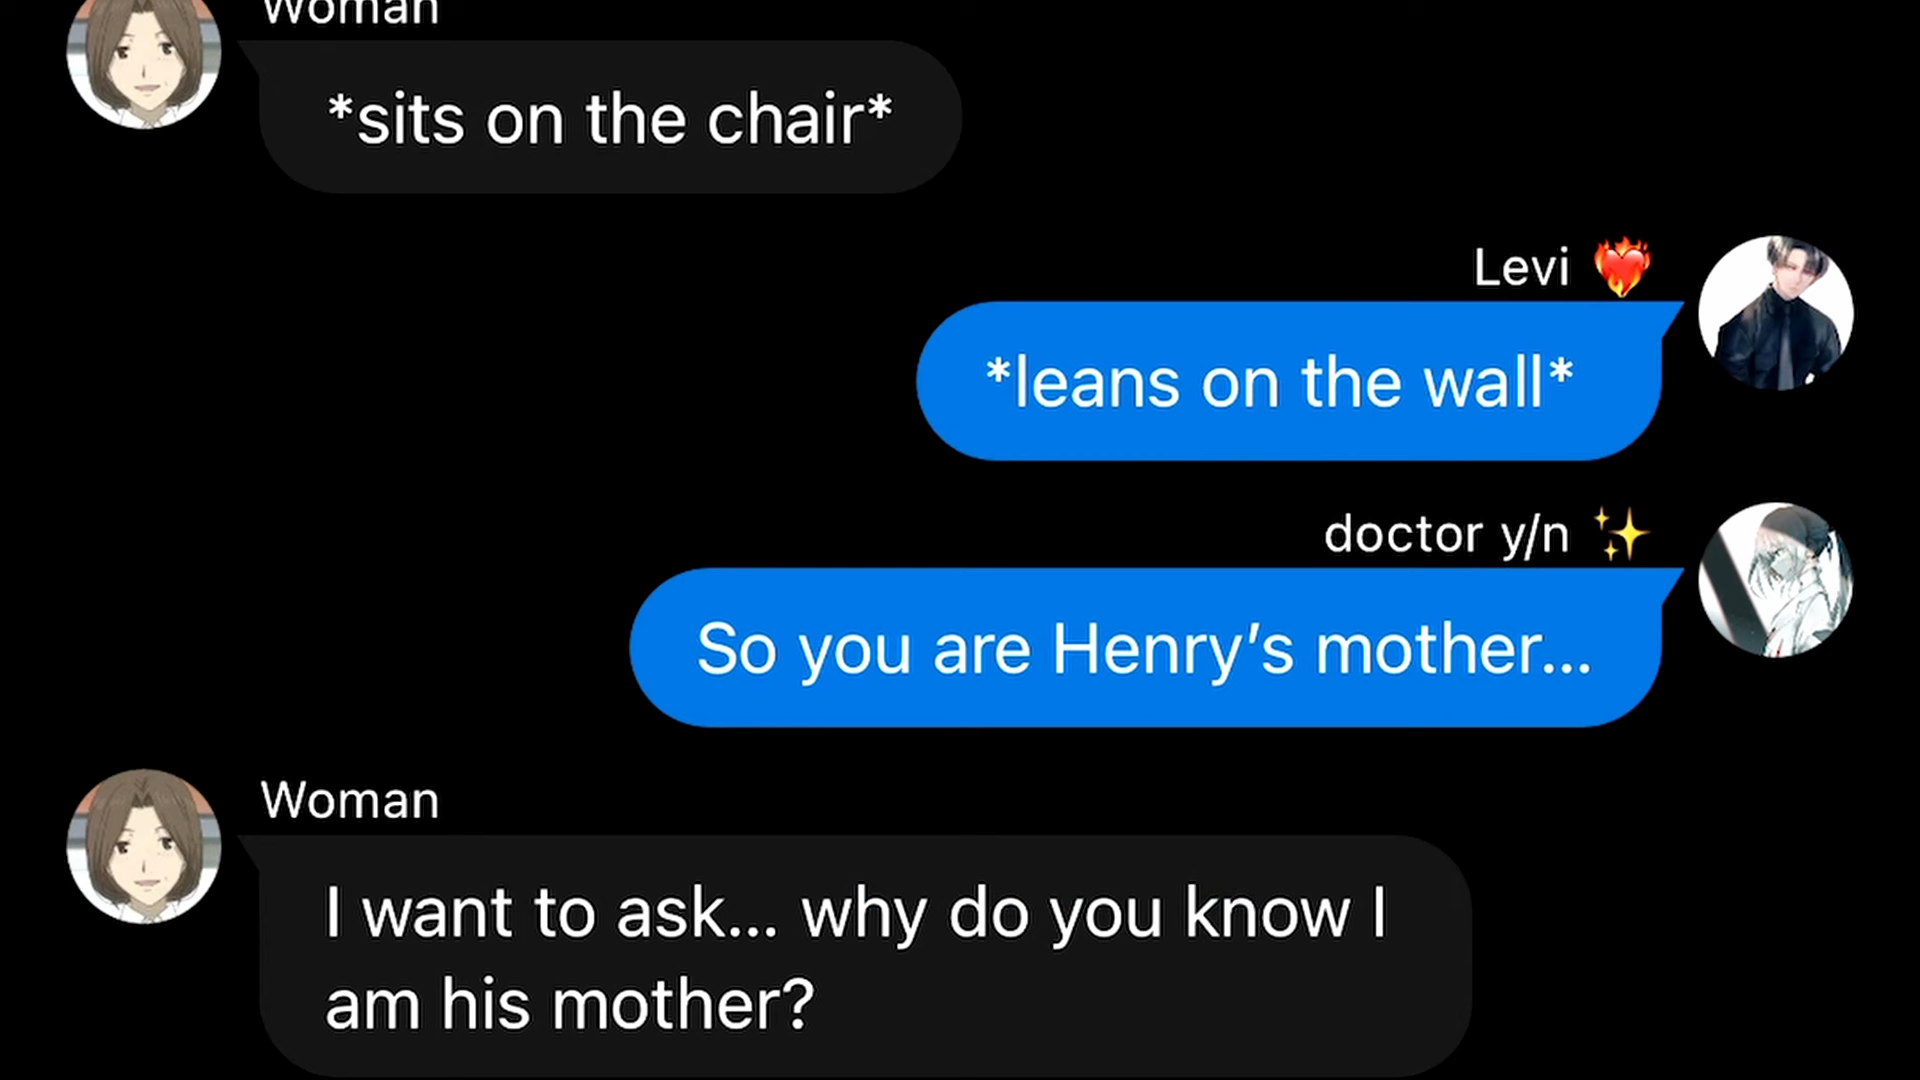 Woman
*sits on the chair*
Levi ❤️‍🔥
*leans on the wall*
doctor y/n ✨
So you are Henry’s mother...
Woman
I want to ask... why do you know I
am his mother?